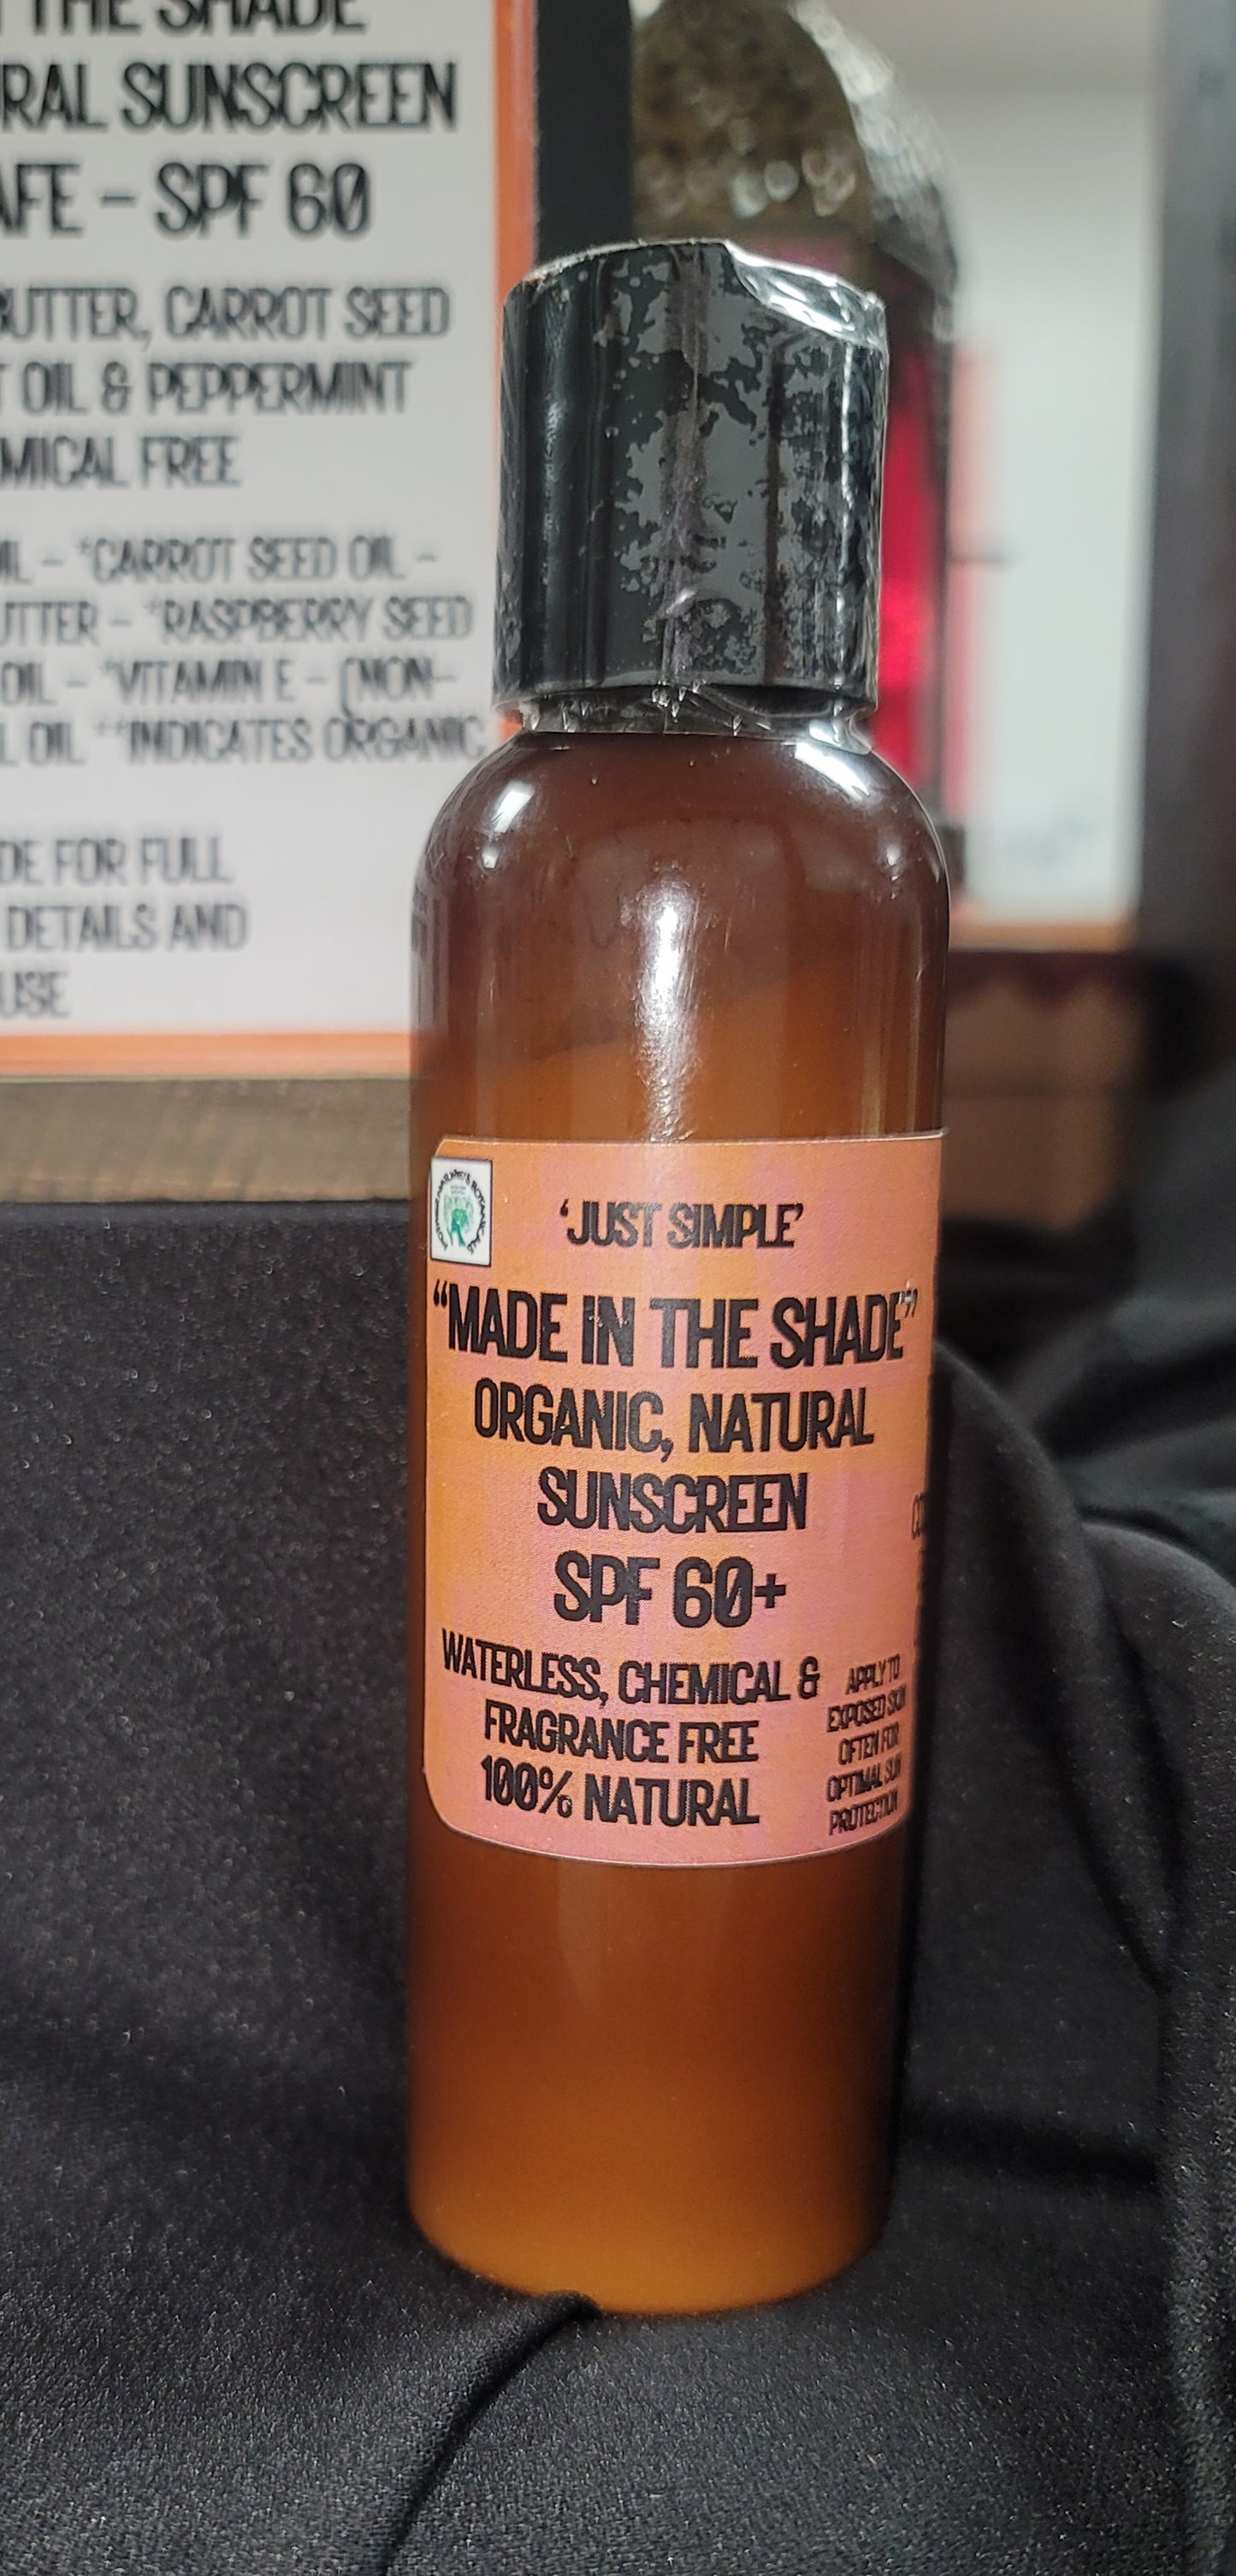 THE SHADE
RAL SUNSCREEN
AFE - SPF 60
BUTTER, CARROT SEED
OIL & PEPPERMINT
MICAL FREE
- *CARROT SEED OIL -
UTTER - *RASPBERRY SEED
OIL - *VITAMIN E - (NON-
OIL **INDICATES ORGANIC
DE FOR FULL
DETAILS AND
USE
'JUST SIMPLE'
"MADE IN THE SHADE"
ORGANIC, NATURAL
SUNSCREEN
SPF 60+
WATERLESS, CHEMICAL &
FRAGRANCE FREE
100% NATURAL
APPLY TO
EXPOSED SKIN
OFTEN FOR
OPTIMAL SUN
PROTECTION